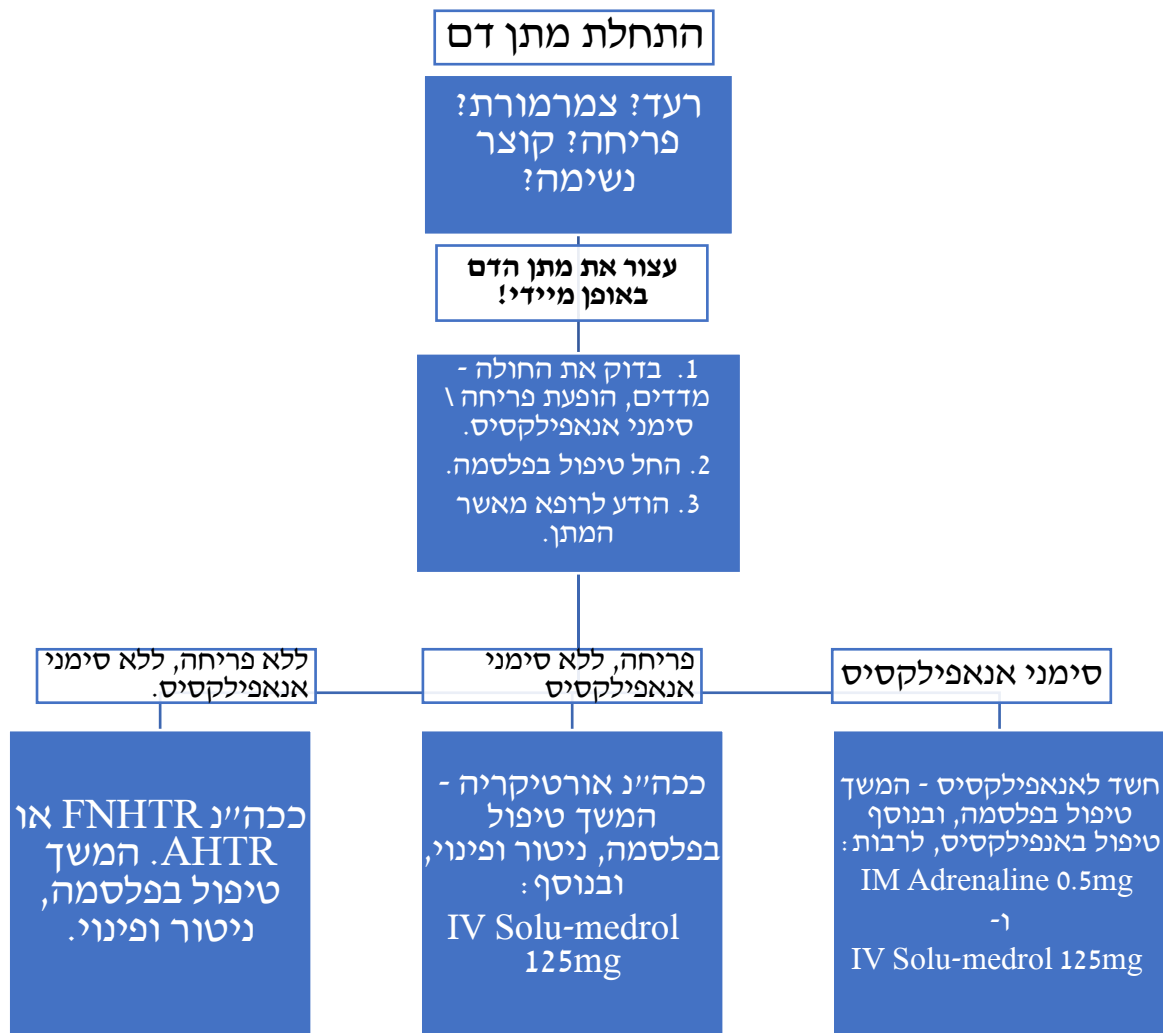 התחלת מתן דם
רעד? צמרמורת?
פריחה? קוצר
נשימה?
עצור את מתן הדם
באופן מיידי!
1. בדוק את החולה -
מדדים, הופעת פריחה \
סימני אנאפילקסיס.
2. החל טיפול בפלסמה.
3. הודע לרופא מאשר
המתן.
סימני אנאפילקסיס
חשד לאנאפילקסיס - המשך
טיפול בפלסמה, ובנוסף
טיפול באנפילקסיס, לרבות:
IM Adrenaline 0.5mg
ו-
IV Solu-medrol 125mg
פריחה, ללא סימני
אנאפילקסיס
ככה״נ אורטיקריה -
המשך טיפול
בפלסמה, ניטור ופינוי,
ובנוסף:
IV Solu-medrol
125mg
ללא פריחה, ללא סימני
אנאפילקסיס.
ככה״נ FNHTR או
AHTR. המשך
טיפול בפלסמה,
ניטור ופינוי.